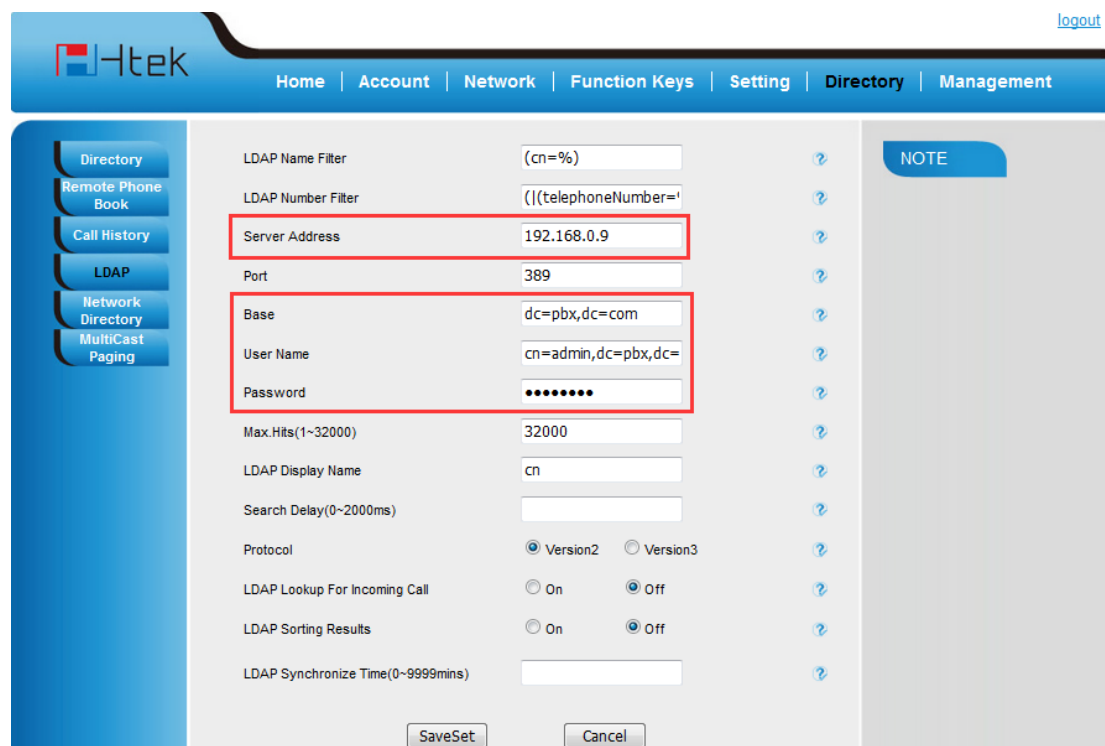 logout
Htek
Home | Account | Network | Function Keys | Setting | Directory | Management
Directory
Remote Phone
Book
Call History
LDAP
Network
Directory
MultiCast
Paging
LDAP Name Filter (cn=%)
LDAP Number Filter (|(telephoneNumber=
Server Address 192.168.0.9
Port 389
Base dc=pbx,dc=com
User Name cn=admin,dc=pbx,dc=
Password ●●●●●●●●
Max.Hits(1~32000) 32000
LDAP Display Name cn
Search Delay(0~2000ms)
Protocol Version2 Version3
LDAP Lookup For Incoming Call On Off
LDAP Sorting Results On Off
LDAP Synchronize Time(0~9999mins)
SaveSet Cancel
NOTE